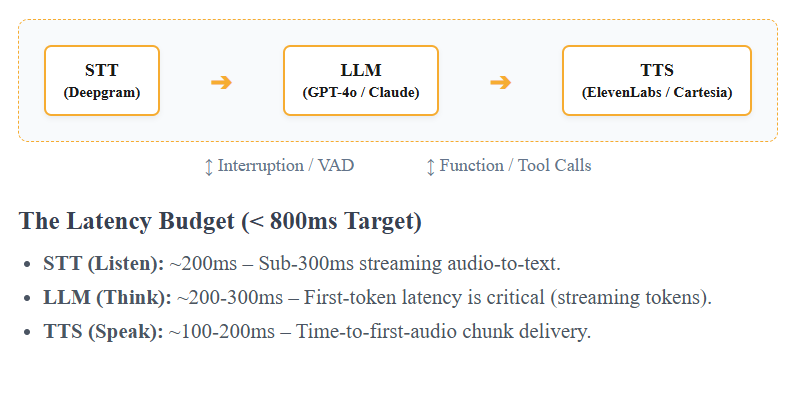 STT
(Deepgram)
➔
LLM
(GPT-4o / Claude)
➔
TTS
(ElevenLabs / Cartesia)
↕ Interruption / VAD
↕ Function / Tool Calls
The Latency Budget (< 800ms Target)
• STT (Listen): ~200ms – Sub-300ms streaming audio-to-text.
• LLM (Think): ~200-300ms – First-token latency is critical (streaming tokens).
• TTS (Speak): ~100-200ms – Time-to-first-audio chunk delivery.